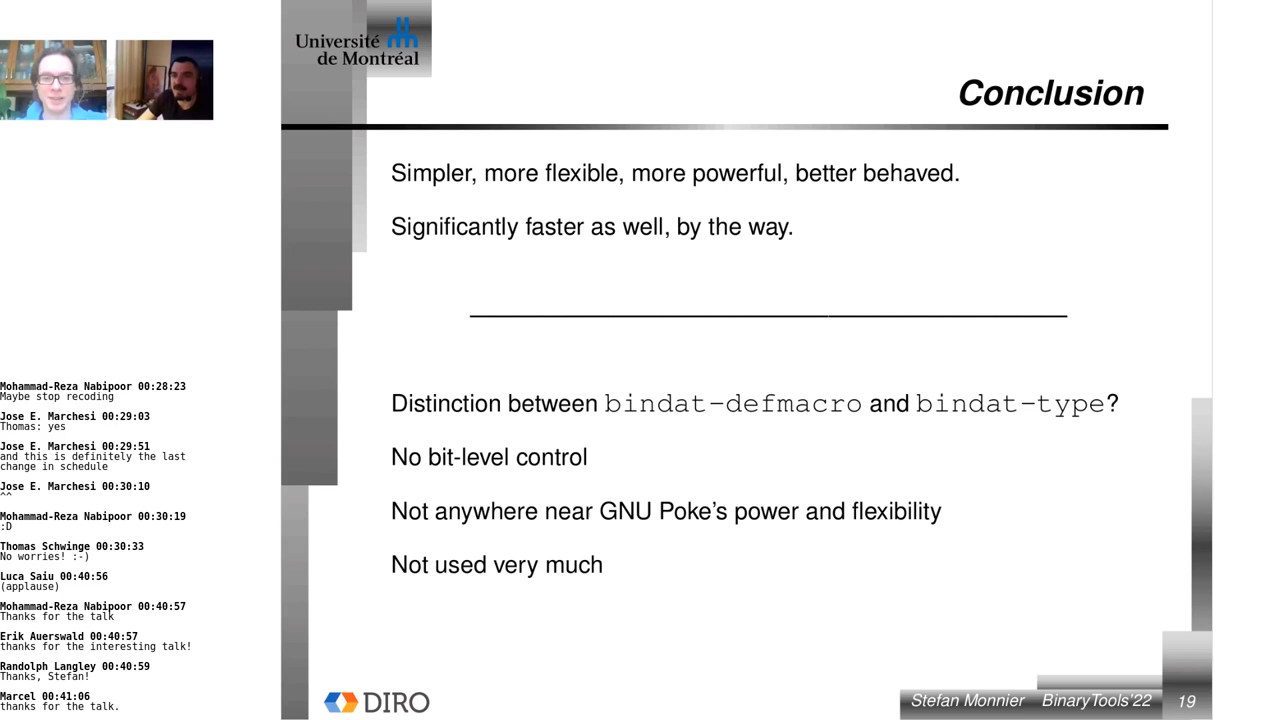 Université
de Montréal
Conclusion
Simpler, more flexible, more powerful, better behaved.
Significantly faster as well, by the way.
Distinction between bindat-defmacro and bindat-type?
No bit-level control
Not anywhere near GNU Poke's power and flexibility
Not used very much
DIRO
Stefan Monnier BinaryTools'22 19
Mohammad-Reza Nabipoor 00:28:23
Maybe stop recoding
Jose E. Marchesi 00:29:03
Thomas: yes
Jose E. Marchesi 00:29:51
and this is definitely the last
change in schedule
Jose E. Marchesi 00:30:10
^^
Mohammad-Reza Nabipoor 00:30:19
:D
Thomas Schwinge 00:30:33
No worries! :-)
Luca Saiu 00:40:56
(applause)
Mohammad-Reza Nabipoor 00:40:57
Thanks for the talk
Erik Auerswald 00:40:57
thanks for the interesting talk!
Randolph Langley 00:40:59
Thanks, Stefan!
Marcel 00:41:06
thanks for the talk.